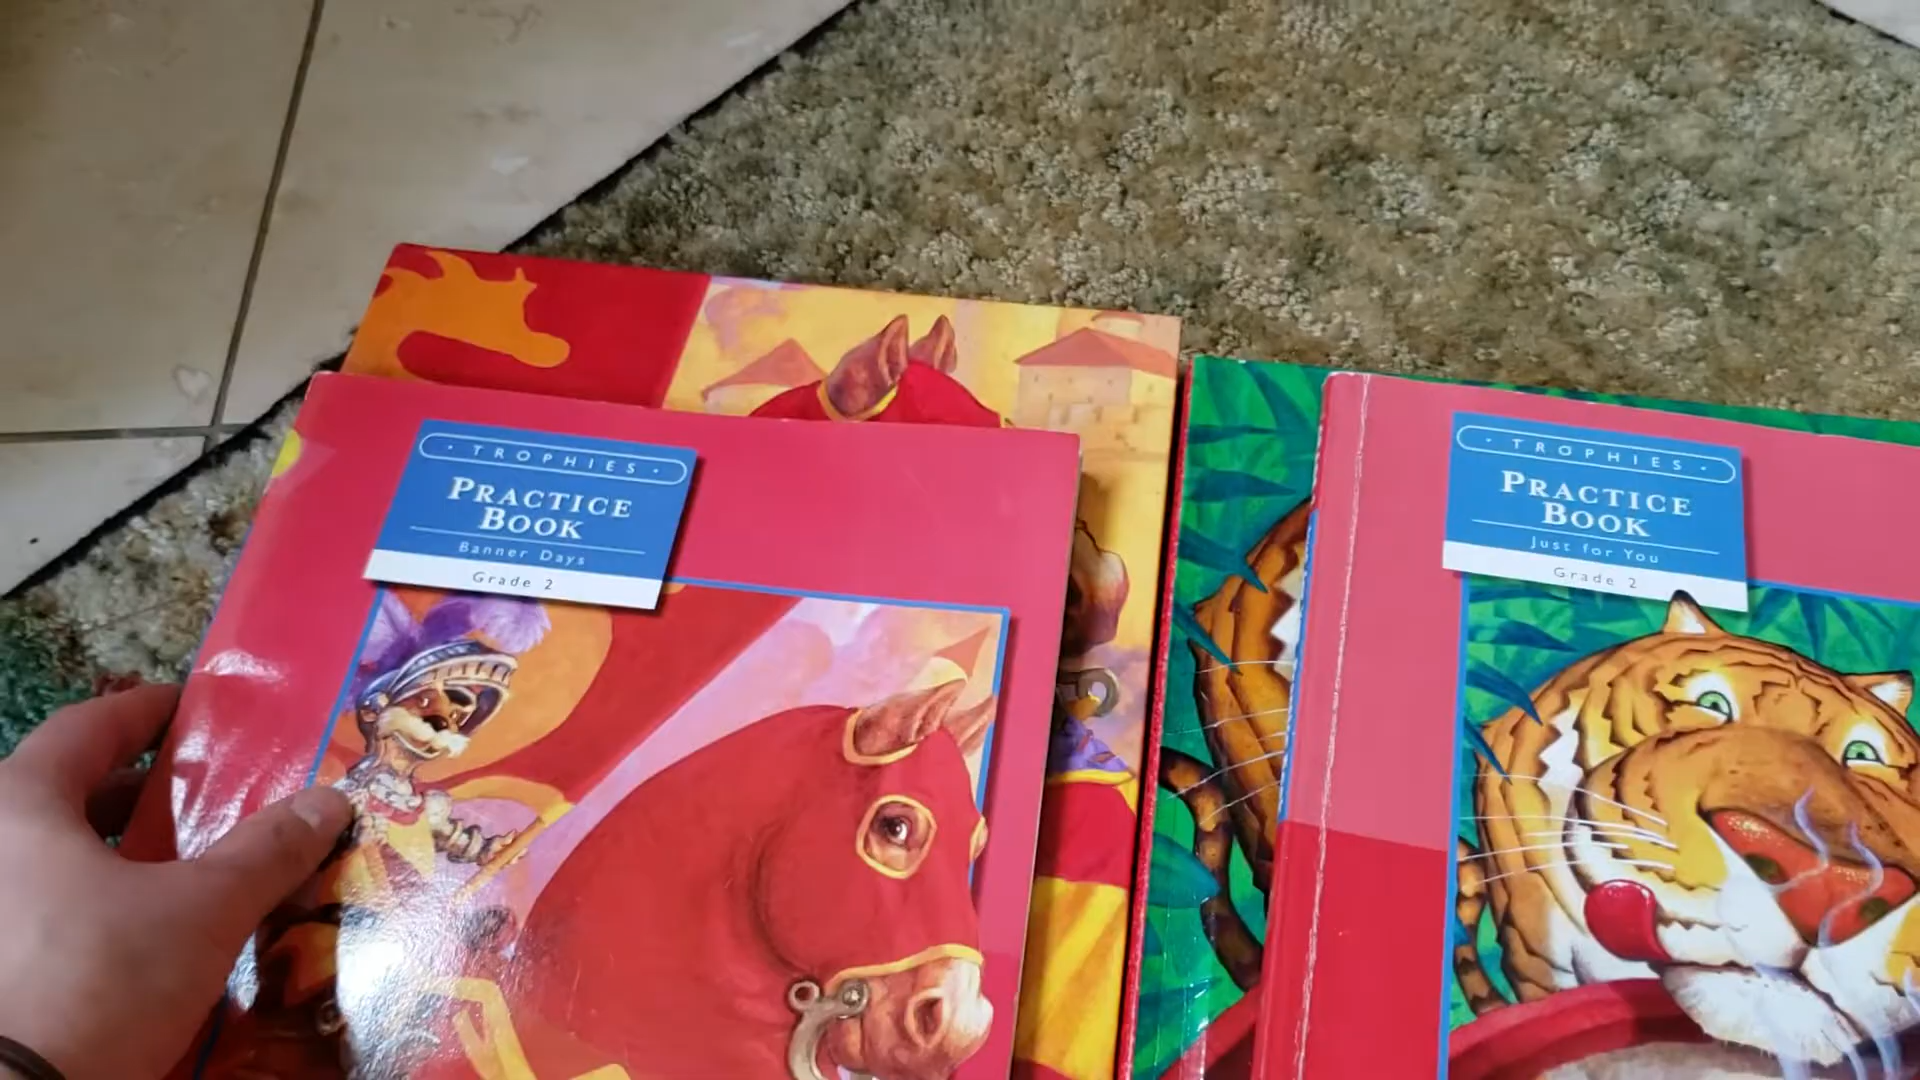 · TROPHIES ·
PRACTICE
BOOK
Banner Days
Grade 2
· TROPHIES ·
PRACTICE
BOOK
Just for You
Grade 2